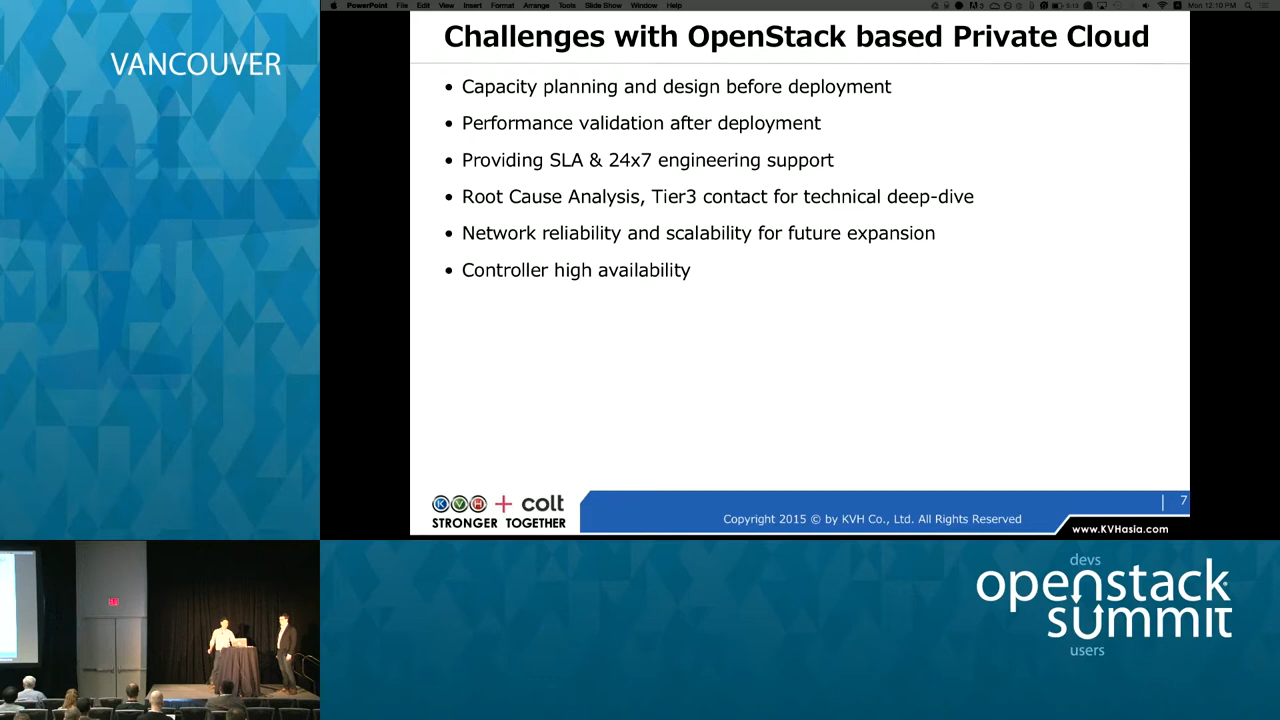 PowerPoint File Edit View Insert Format Arrange Tools Slide Show Window Help
Mon 12:10 PM
VANCOUVER
Challenges with OpenStack based Private Cloud
• Capacity planning and design before deployment
• Performance validation after deployment
• Providing SLA & 24x7 engineering support
• Root Cause Analysis, Tier3 contact for technical deep-dive
• Network reliability and scalability for future expansion
• Controller high availability
KVH + colt
STRONGER TOGETHER
Copyright 2015 © by KVH Co., Ltd. All Rights Reserved
7
www.KVHasia.com
devs
openstack
summit
users